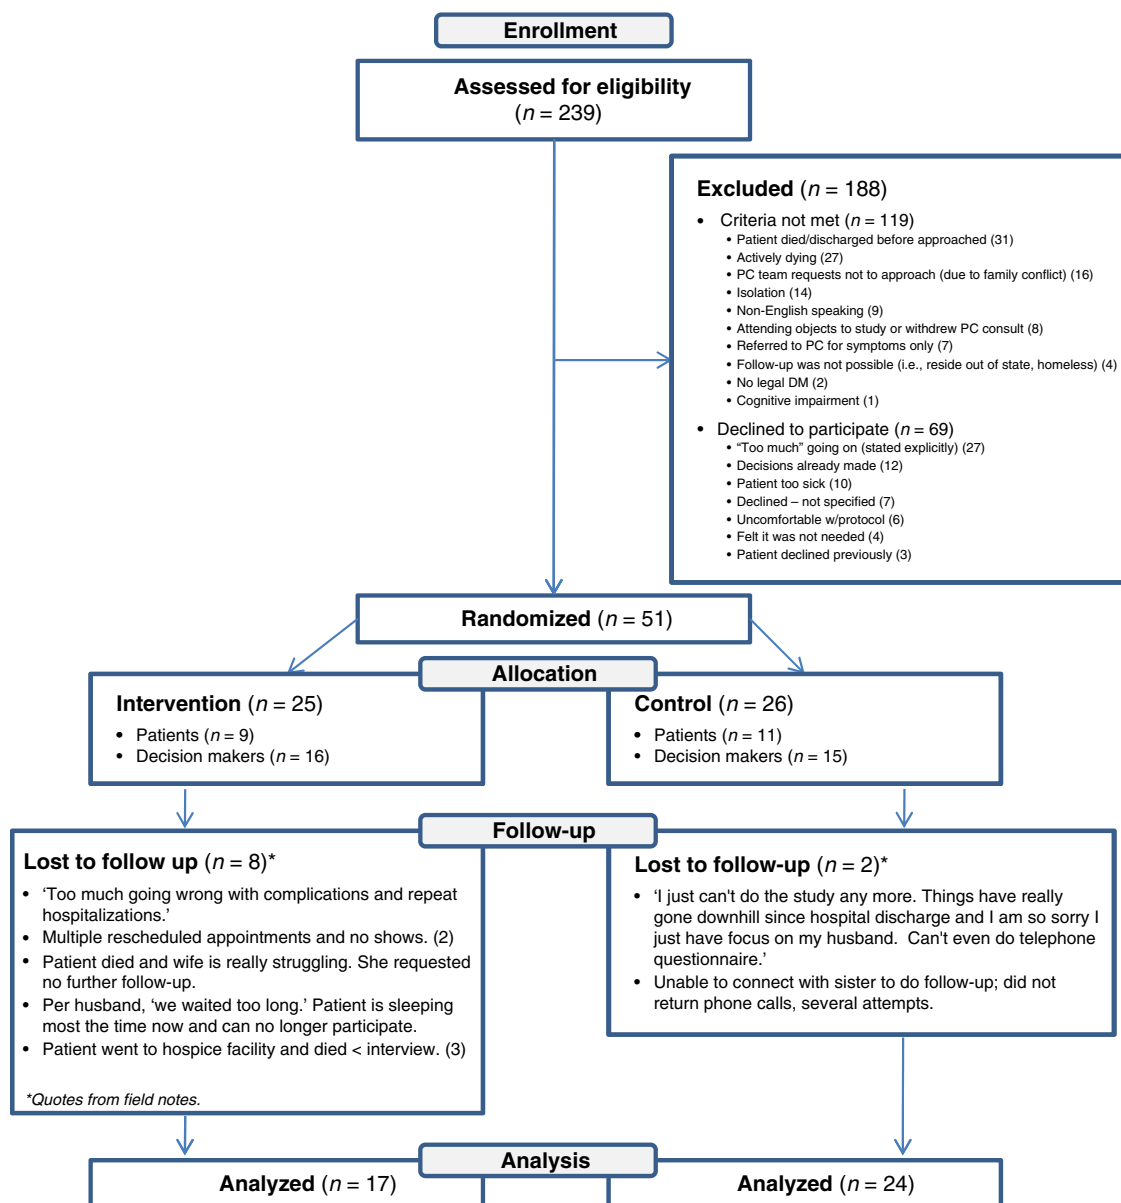 Enrollment
Assessed for eligibility
(n = 239)
Excluded (n = 188)
• Criteria not met (n = 119)
• Patient died/discharged before approached (31)
• Actively dying (27)
• PC team requests not to approach (due to family conflict) (16)
• Isolation (14)
• Non-English speaking (9)
• Attending objects to study or withdrew PC consult (8)
• Referred to PC for symptoms only (7)
• Follow-up was not possible (i.e., reside out of state, homeless) (4)
• No legal DM (2)
• Cognitive impairment (1)
• Declined to participate (n = 69)
• “Too much” going on (stated explicitly) (27)
• Decisions already made (12)
• Patient too sick (10)
• Declined – not specified (7)
• Uncomfortable w/protocol (6)
• Felt it was not needed (4)
• Patient declined previously (3)
Randomized (n = 51)
Allocation
Intervention (n = 25)
• Patients (n = 9)
• Decision makers (n = 16)
Control (n = 26)
• Patients (n = 11)
• Decision makers (n = 15)
Follow-up
Lost to follow up (n = 8)*
• ‘Too much going wrong with complications and repeat
hospitalizations.’
• Multiple rescheduled appointments and no shows. (2)
• Patient died and wife is really struggling. She requested
no further follow-up.
• Per husband, ‘we waited too long.’ Patient is sleeping
most the time now and can no longer participate.
• Patient went to hospice facility and died < interview. (3)
*Quotes from field notes.
Lost to follow-up (n = 2)*
• ‘I just can't do the study any more. Things have really
gone downhill since hospital discharge and I am so sorry I
just have focus on my husband. Can't even do telephone
questionnaire.’
• Unable to connect with sister to do follow-up; did not
return phone calls, several attempts.
Analysis
Analyzed (n = 17)
Analyzed (n = 24)